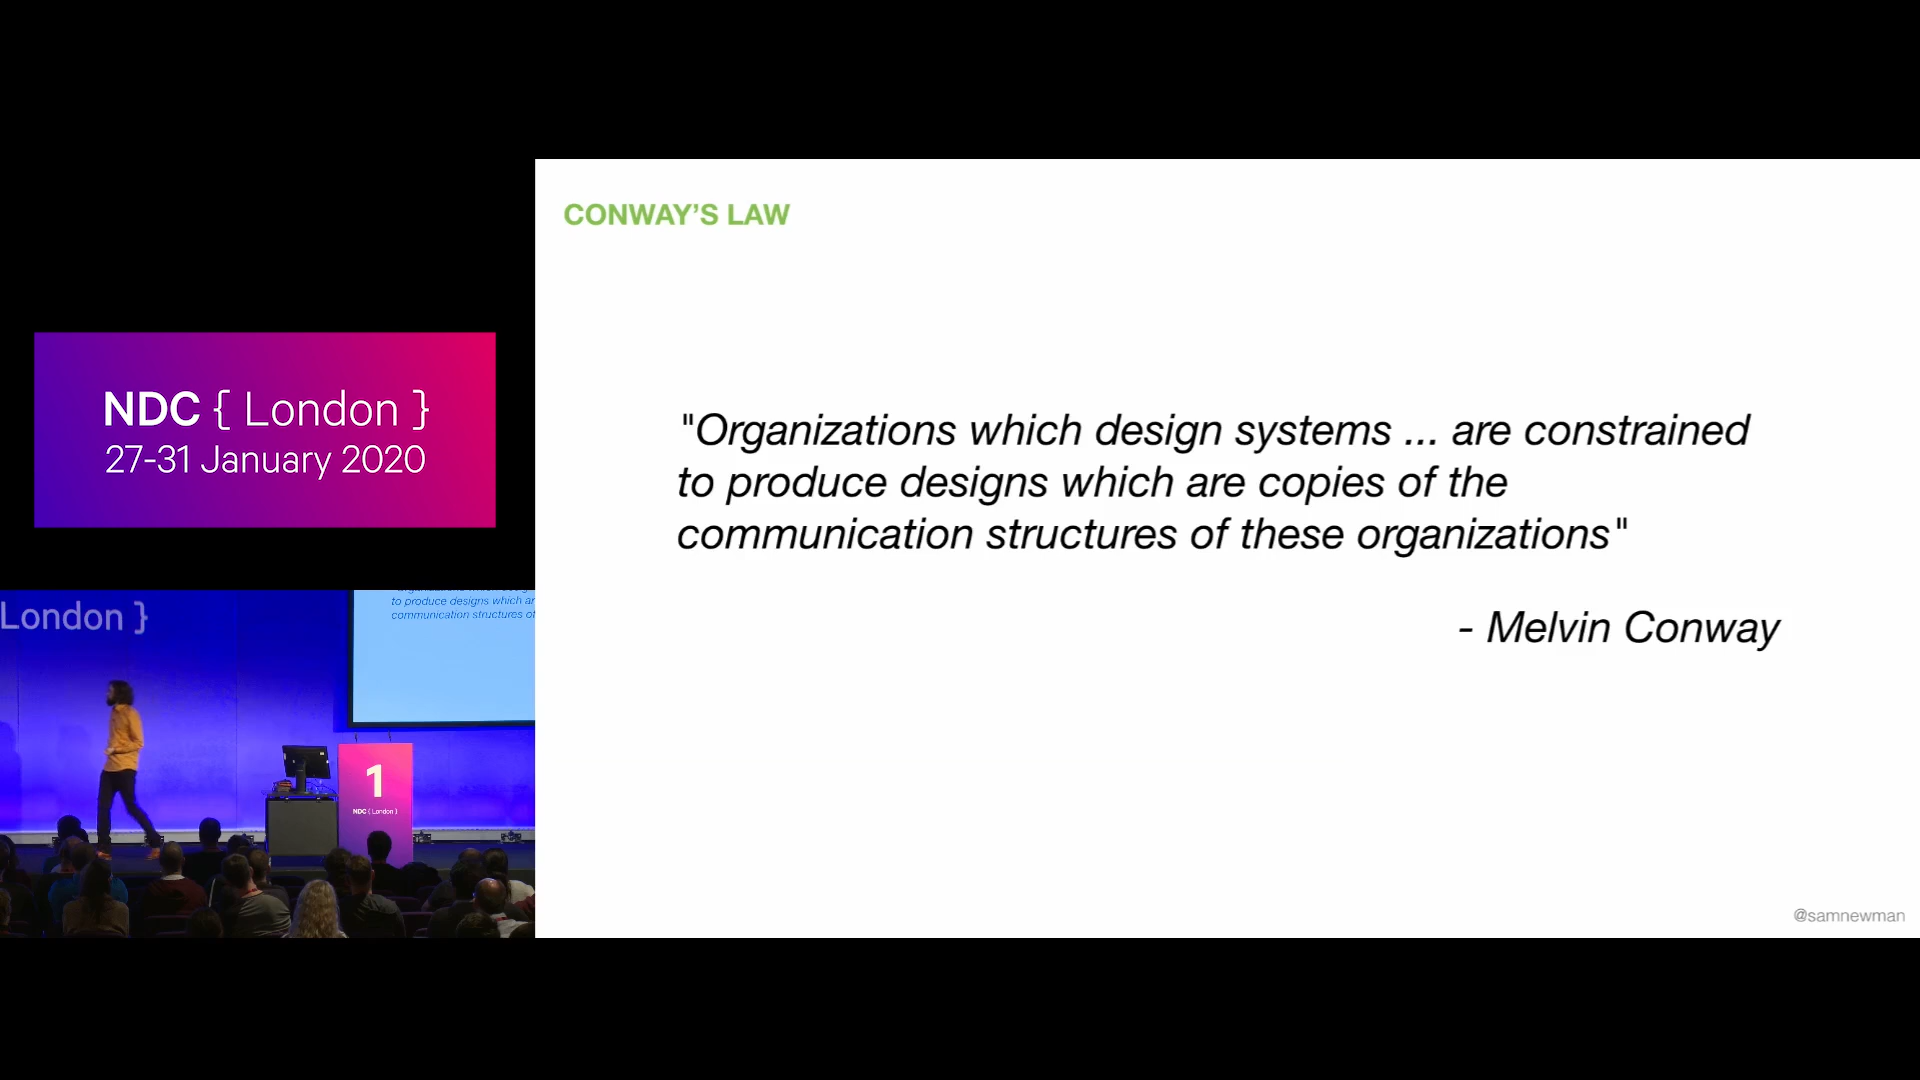 CONWAY'S LAW
"Organizations which design systems ... are constrained
to produce designs which are copies of the
communication structures of these organizations"
- Melvin Conway
@samnewman
NDC { London }
27-31 January 2020
London }
to produce designs which ar
communication structures of
1
NDC { London }